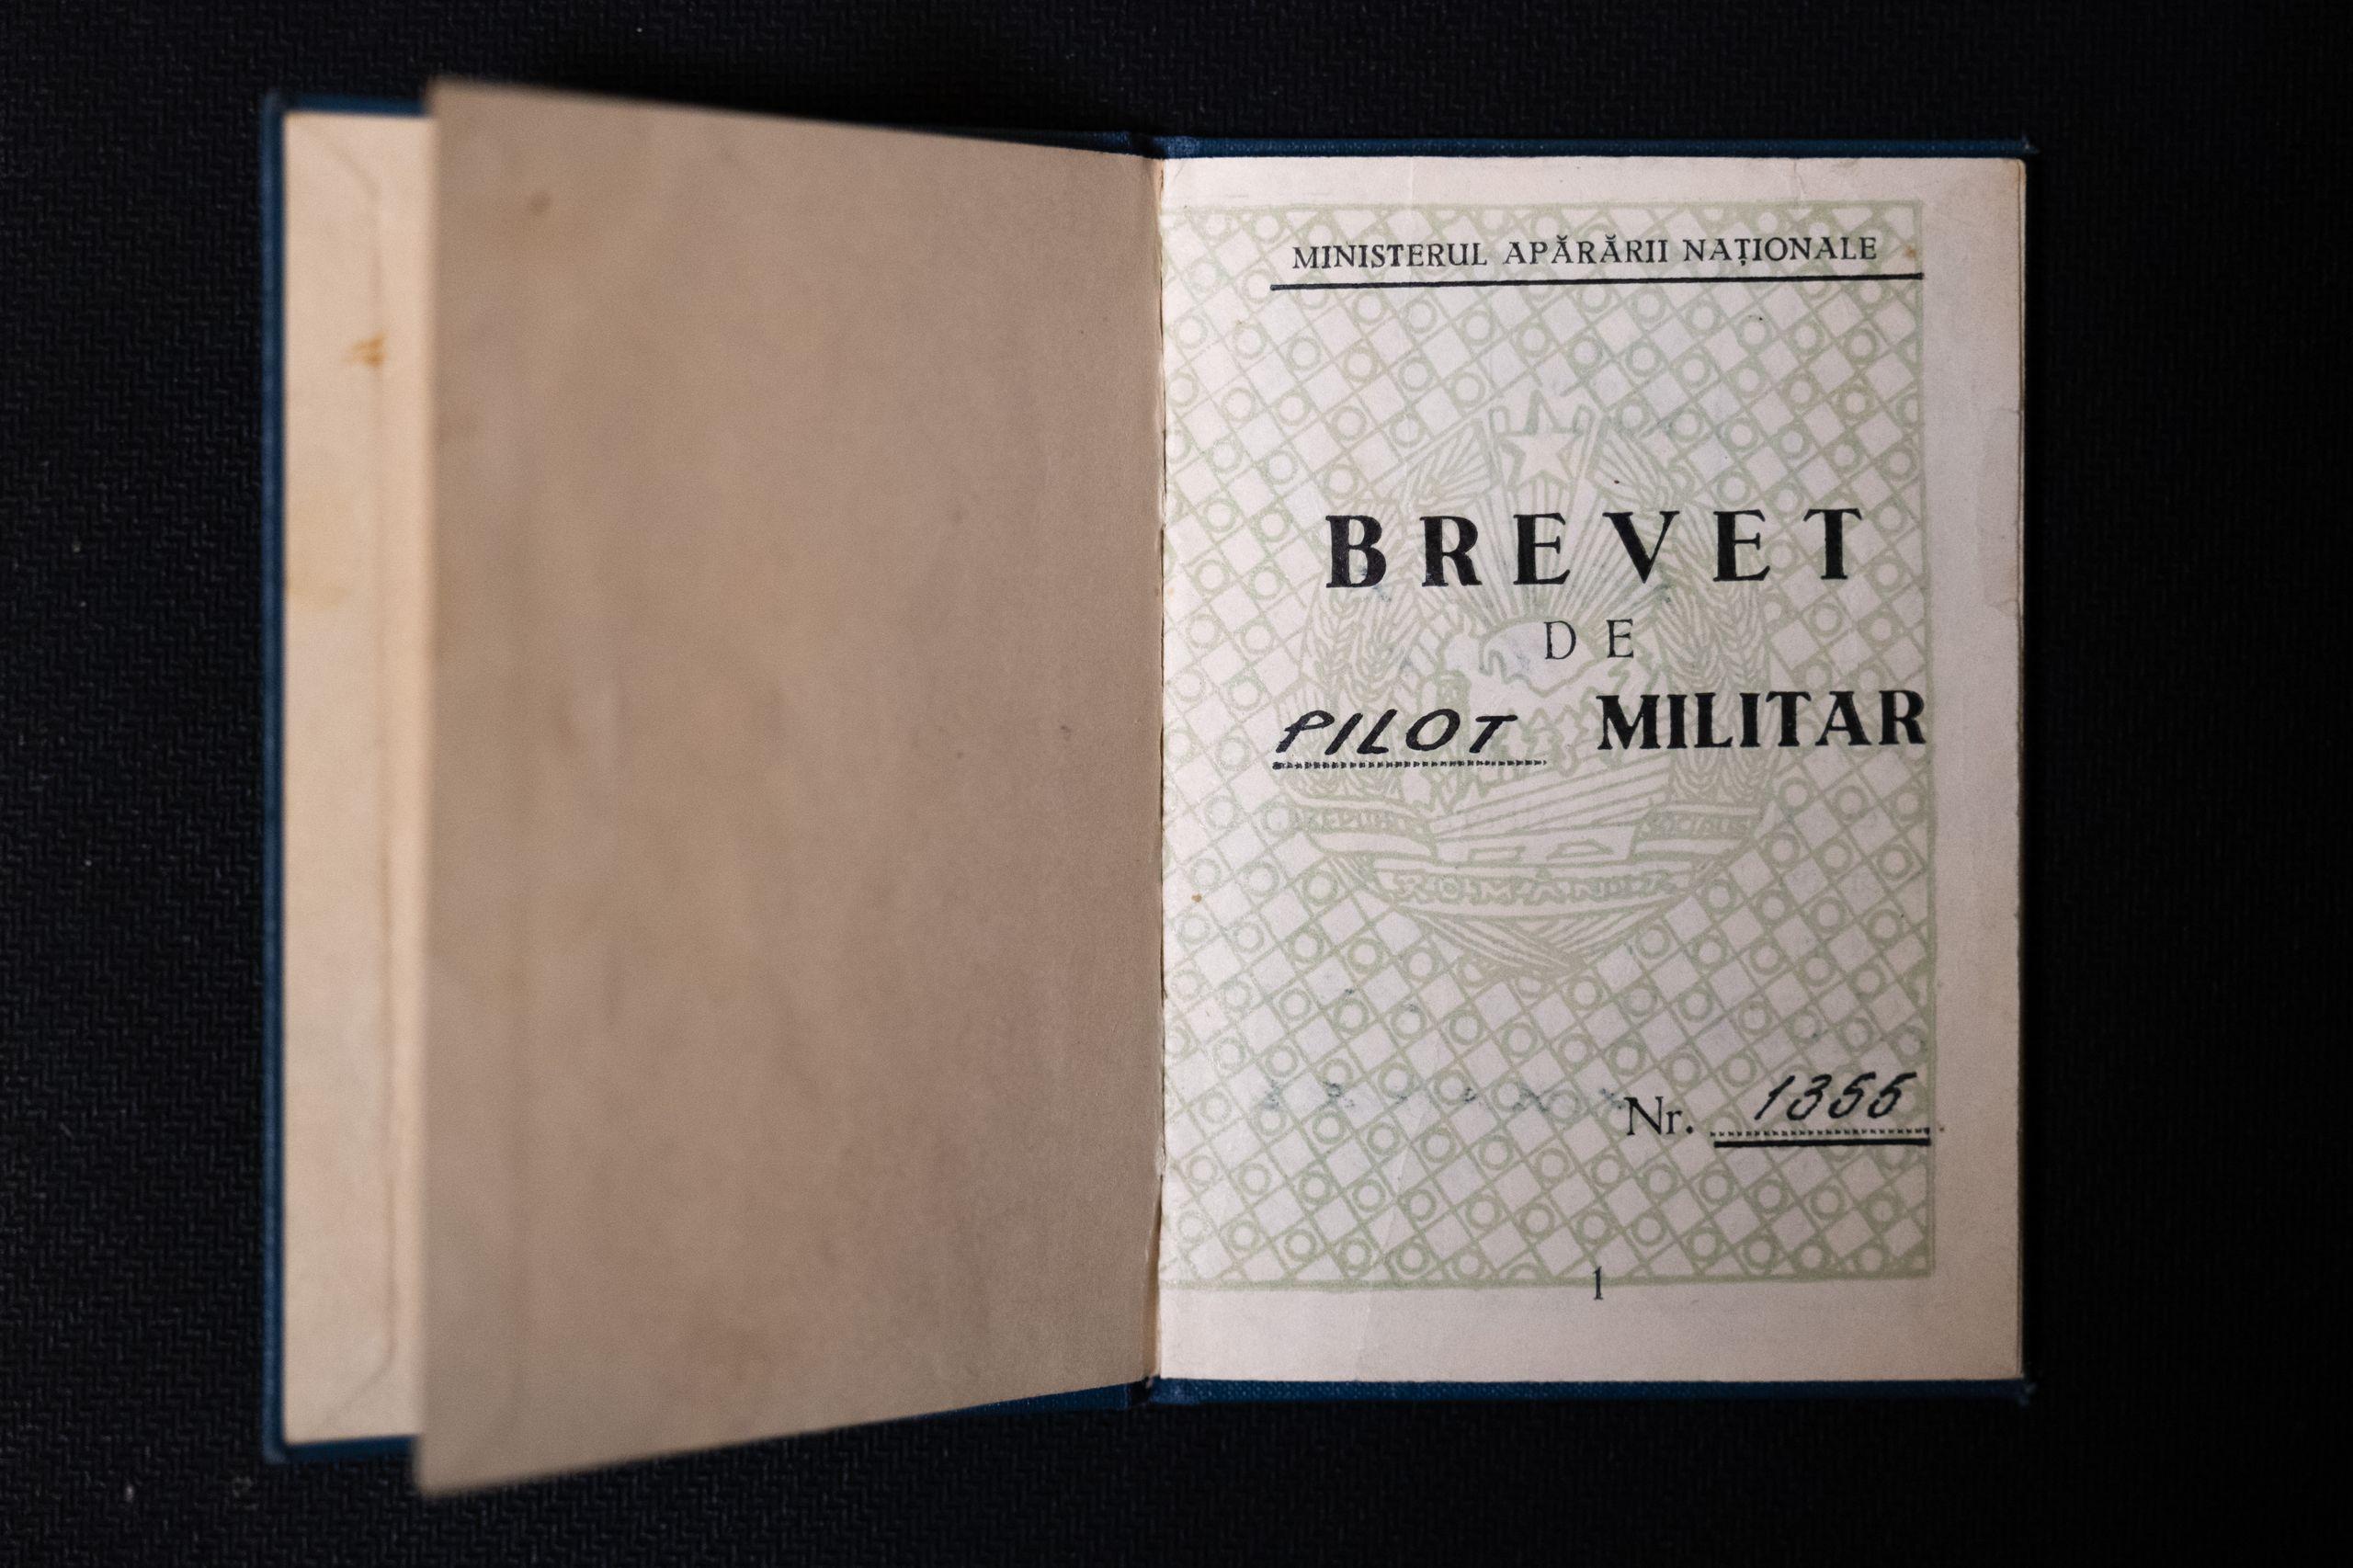 MINISTERUL APĂRĂRII NAȚIONALE
BREVET
DE
PILOT MILITAR
Nr. 1355
1